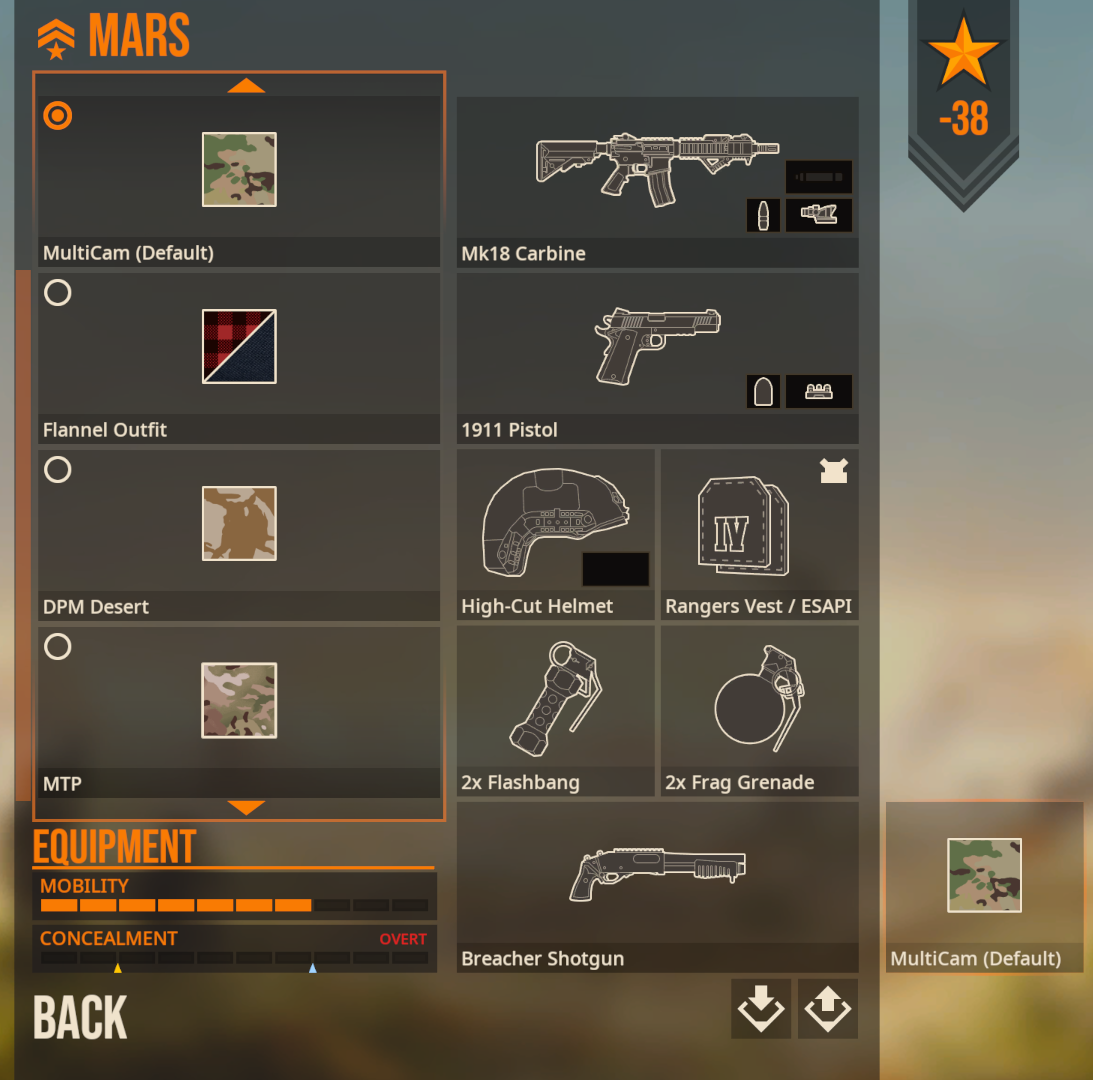 MARS
-38
MultiCam (Default)
Mk18 Carbine
Flannel Outfit
1911 Pistol
DPM Desert
High-Cut Helmet
IV
Rangers Vest / ESAPI
MTP
2x Flashbang
2x Frag Grenade
EQUIPMENT
MOBILITY
CONCEALMENT OVERT
Breacher Shotgun
MultiCam (Default)
BACK